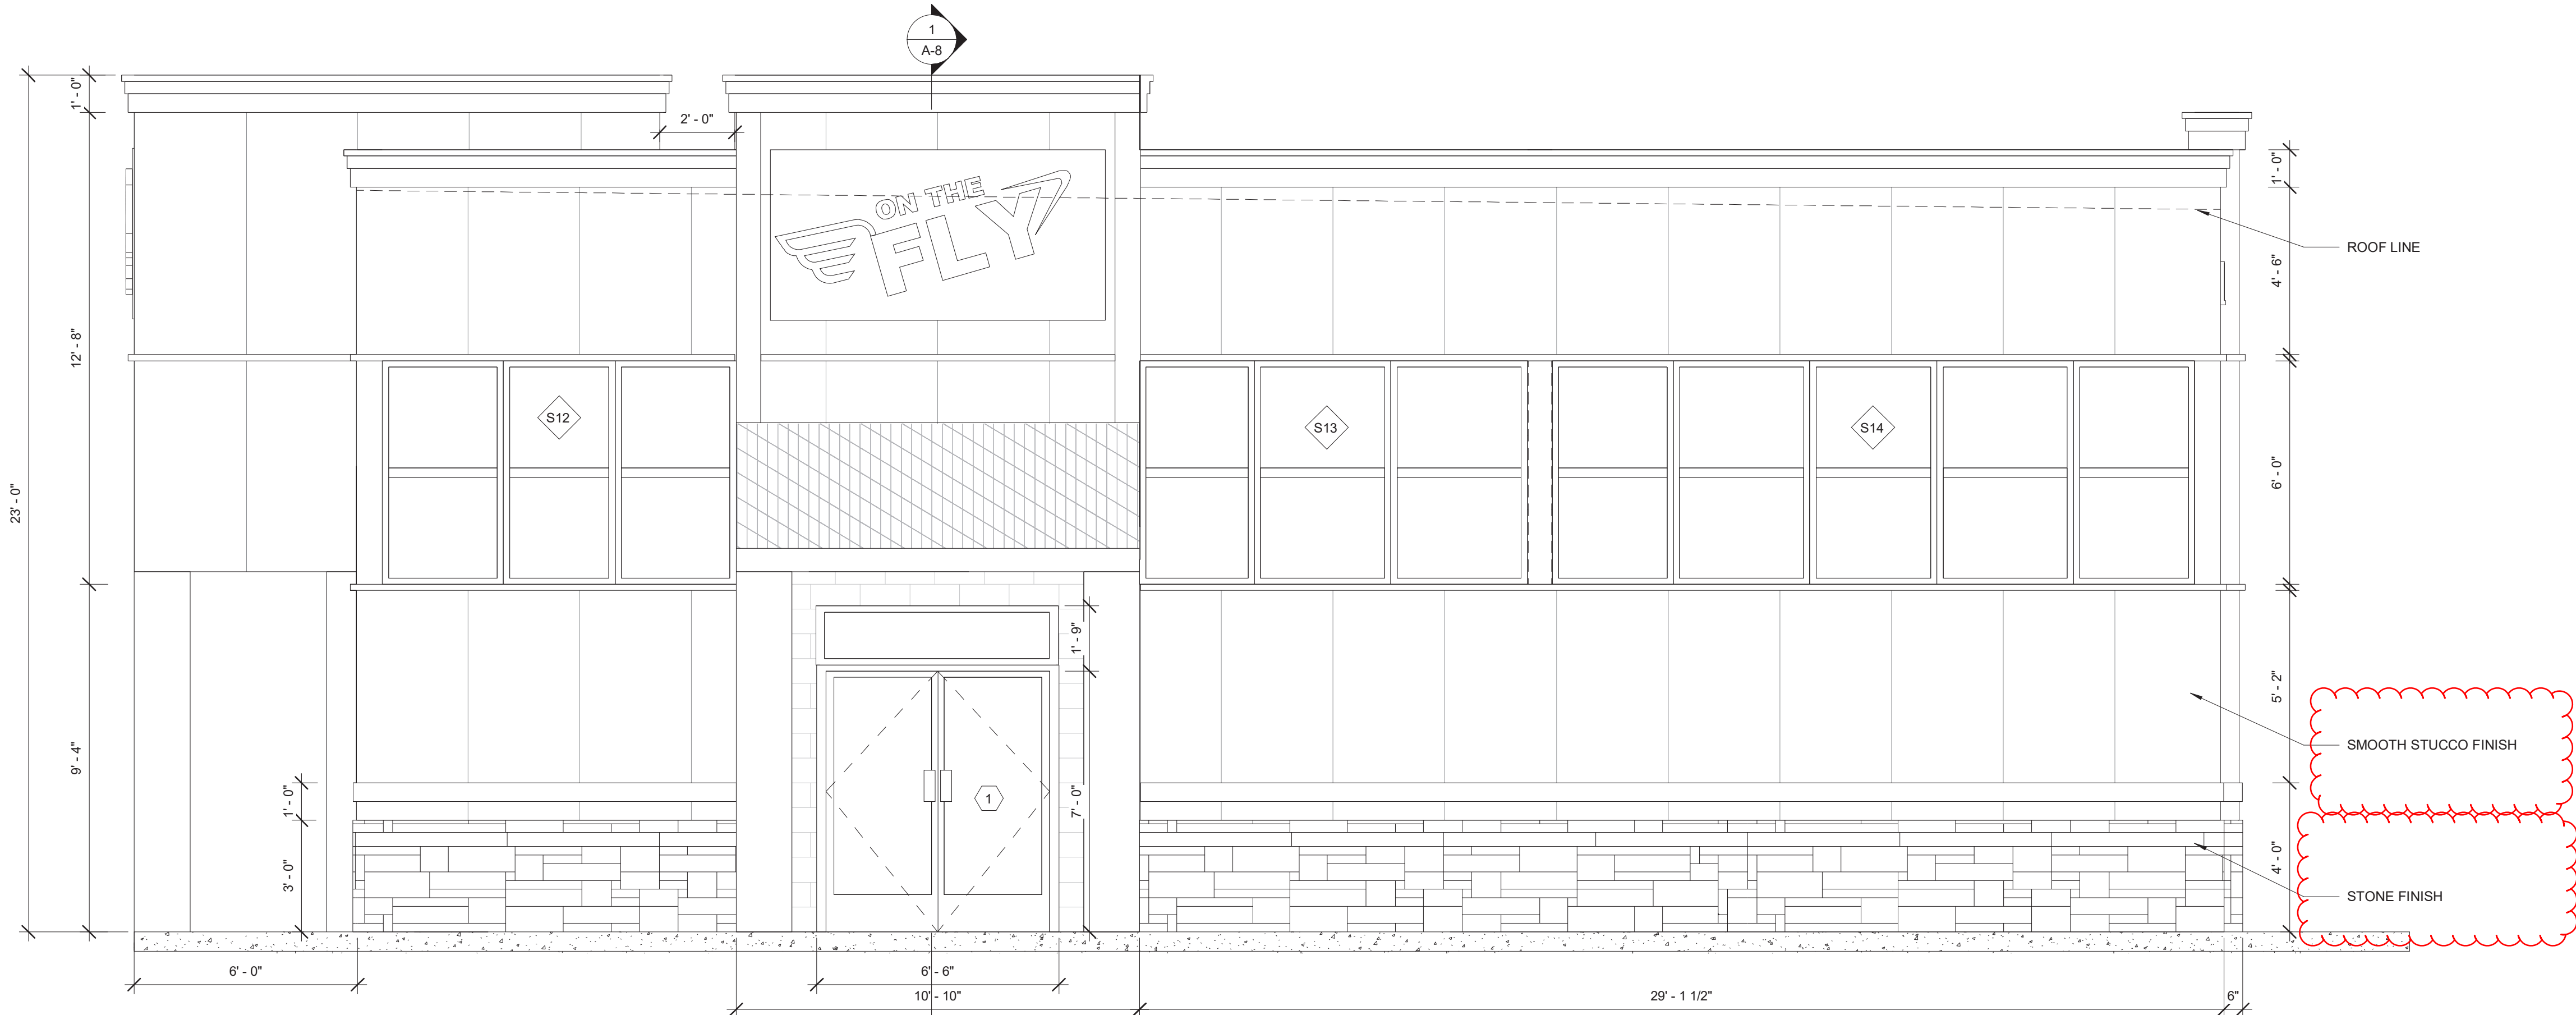 1
A-8
1' - 0"
2' - 0"
1' - 0"
ON THE
FLY
ROOF LINE
4' - 6"
12' - 8"
S12
S13
S14
6' - 0"
23' - 0"
1' - 9"
5' - 2"
SMOOTH STUCCO FINISH
9' - 4"
1' - 0"
1
7' - 0"
3' - 0"
4' - 0"
STONE FINISH
6' - 0"
6' - 6"
10' - 10"
29' - 1 1/2"
6"